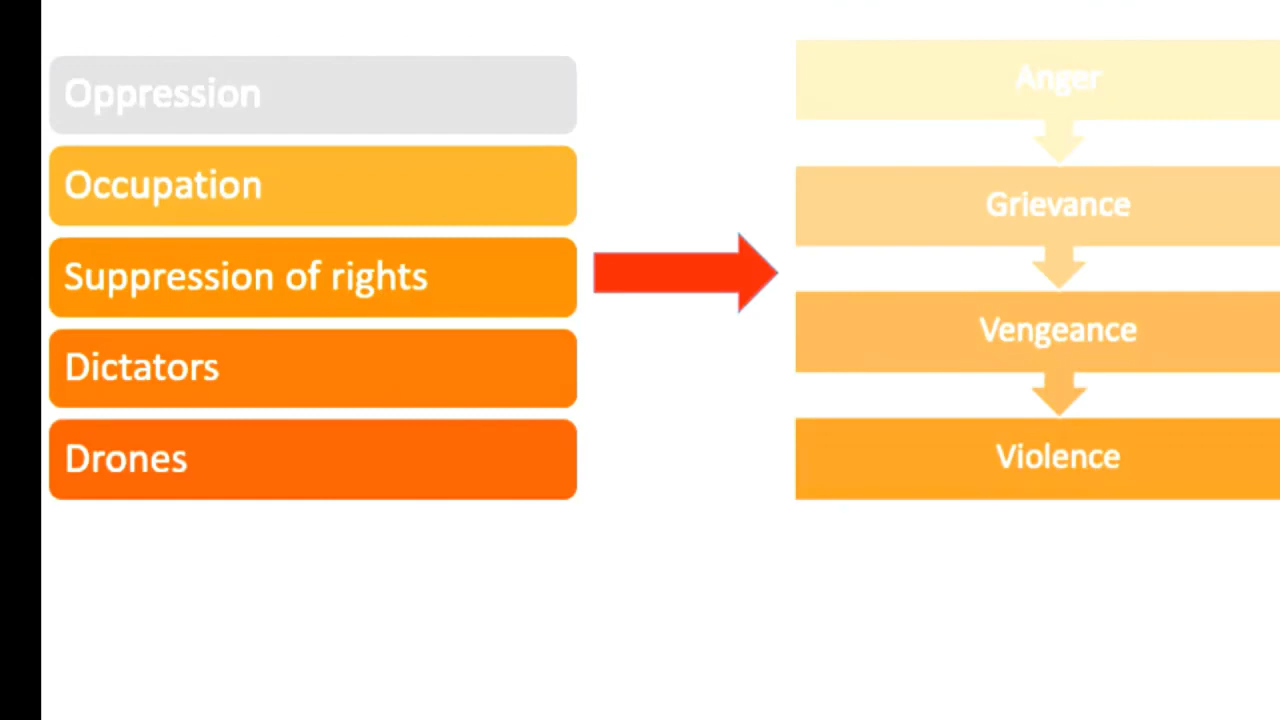 Oppression
Occupation
Suppression of rights
Dictators
Drones
Anger
Grievance
Vengeance
Violence